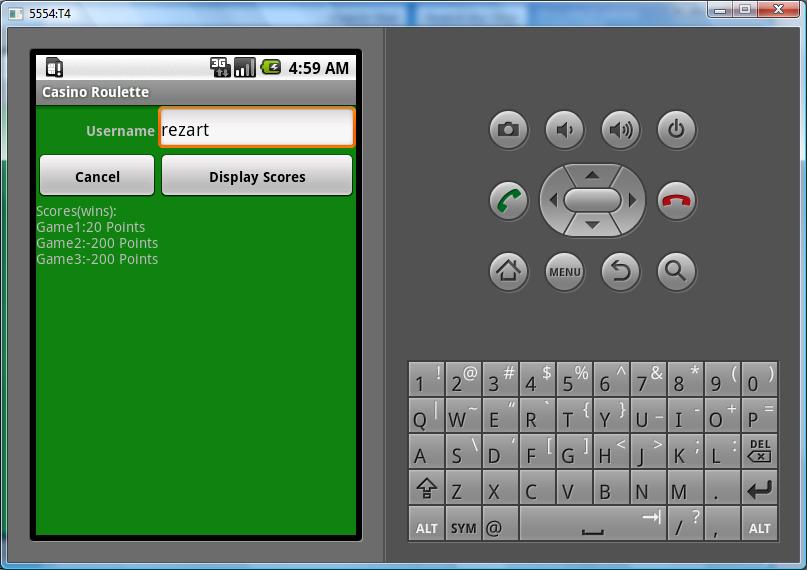 5554:T4
3G 4:59 AM
Casino Roulette
Username rezart
Cancel Display Scores
Scores(wins):
Game1:20 Points
Game2:-200 Points
Game3:-200 Points
MENU
1 ! 2 @ 3 # 4 $ 5 % 6 ^ 7 & 8 * 9 ( 0 )
Q | W ~ E “ R ` T { Y } U _ I - O + P =
A S \ D ‘ F [ G ] H < J > K ; L : DEL
Z X C V B N M .
ALT SYM @ / ? , ALT